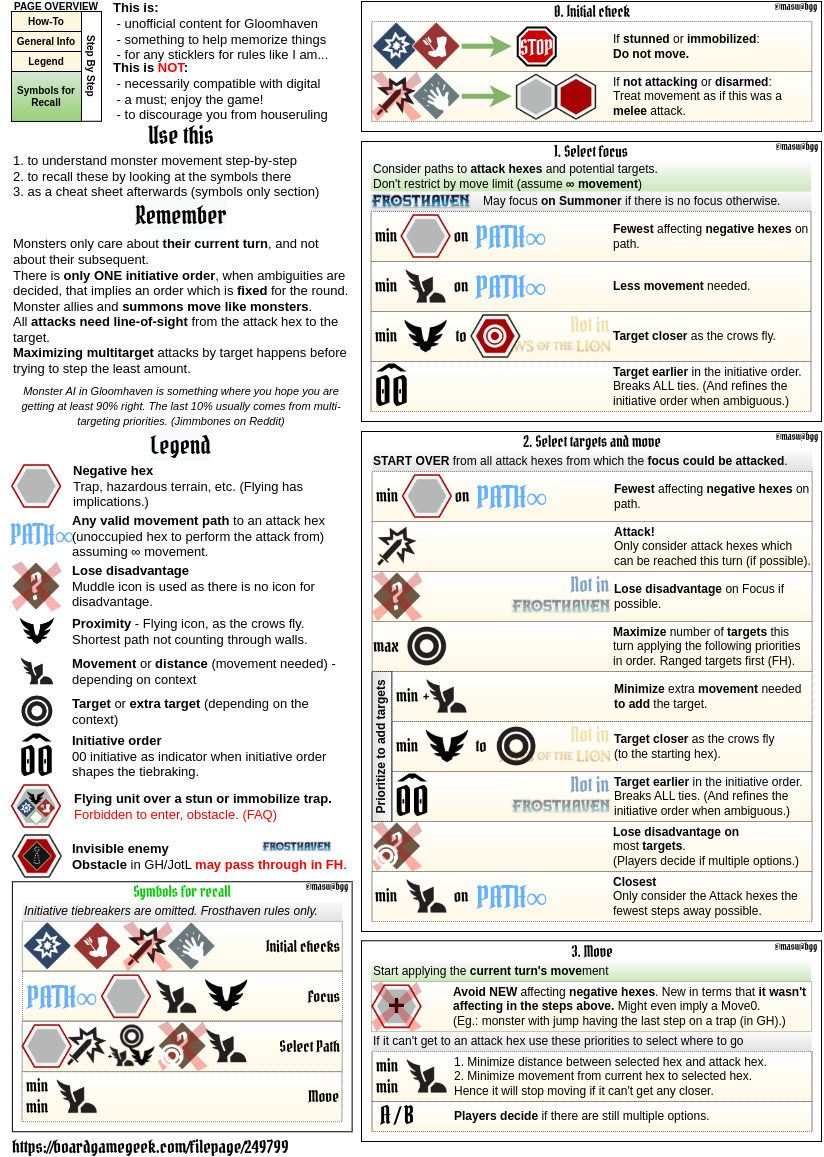 PAGE OVERVIEW
How-To
General Info
Legend
Symbols for
Recall
Step By Step
This is:
- unofficial content for Gloomhaven
- something to help memorize things
- for any sticklers for rules like I am...
This is NOT:
- necessarily compatible with digital
- a must; enjoy the game!
- to discourage you from houseruling
Use this
1. to understand monster movement step-by-step
2. to recall these by looking at the symbols there
3. as a cheat sheet afterwards (symbols only section)
Remember
Monsters only care about their current turn, and not
about their subsequent.
There is only ONE initiative order, when ambiguities are
decided, that implies an order which is fixed for the round.
Monster allies and summons move like monsters.
All attacks need line-of-sight from the attack hex to the
target.
Maximizing multitarget attacks by target happens before
trying to step the least amount.
Monster AI in Gloomhaven is something where you hope you are
getting at least 90% right. The last 10% usually comes from multi-
targeting priorities. (Jimmbones on Reddit)
Legend
Negative hex
Trap, hazardous terrain, etc. (Flying has
implications.)
PATH∞
Any valid movement path to an attack hex
(unoccupied hex to perform the attack from)
assuming ∞ movement.
?
Lose disadvantage
Muddle icon is used as there is no icon for
disadvantage.
Proximity - Flying icon, as the crows fly.
Shortest path not counting through walls.
Movement or distance (movement needed) -
depending on context
Target or extra target (depending on the
context)
00
Initiative order
00 initiative as indicator when initiative order
shapes the tiebraking.
Flying unit over a stun or immobilize trap.
Forbidden to enter, obstacle. (FAQ)
Invisible enemy
FROSTHAVEN
Obstacle in GH/JotL may pass through in FH.
Symbols for recall
@masu@bgg
Initiative tiebreakers are omitted. Frosthaven rules only.
Initial checks
PATH∞
Focus
Select Path
min
min
Move
https://boardgamegeek.com/filepage/249799
0. Initial check
@masu@bgg
STOP
If stunned or immobilized:
Do not move.
If not attacking or disarmed:
Treat movement as if this was a
melee attack.
1. Select focus
@masu@bgg
Consider paths to attack hexes and potential targets.
Don't restrict by move limit (assume ∞ movement)
FROSTHAVEN
May focus on Summoner if there is no focus otherwise.
min on PATH∞
Fewest affecting negative hexes on
path.
min on PATH∞
Less movement needed.
min to
Not in
WS OF THE LION
Target closer as the crows fly.
00
Target earlier in the initiative order.
Breaks ALL ties. (And refines the
initiative order when ambiguous.)
2. Select targets and move
@masu@bgg
START OVER from all attack hexes from which the focus could be attacked.
min on PATH∞
Fewest affecting negative hexes on
path.
Attack!
Only consider attack hexes which
can be reached this turn (if possible).
?
Not in
FROSTHAVEN
Lose disadvantage on Focus if
possible.
max
Maximize number of targets this
turn applying the following priorities
in order. Ranged targets first (FH).
Prioritize to add targets
min +
Minimize extra movement needed
to add the target.
min to
Not in
OF THE LION
Target closer as the crows fly
(to the starting hex).
00
Not in
FROSTHAVEN
Target earlier in the initiative order.
Breaks ALL ties. (And refines the
initiative order when ambiguous.)
Lose disadvantage on
most targets.
(Players decide if multiple options.)
min on PATH∞
Closest
Only consider the Attack hexes the
fewest steps away possible.
3. Move
@masu@bgg
Start applying the current turn's movement
+
Avoid NEW affecting negative hexes. New in terms that it wasn't
affecting in the steps above. Might even imply a Move0.
(Eg.: monster with jump having the last step on a trap (in GH).)
If it can't get to an attack hex use these priorities to select where to go
min
min
1. Minimize distance between selected hex and attack hex.
2. Minimize movement from current hex to selected hex.
Hence it will stop moving if it can't get any closer.
A/B
Players decide if there are still multiple options.